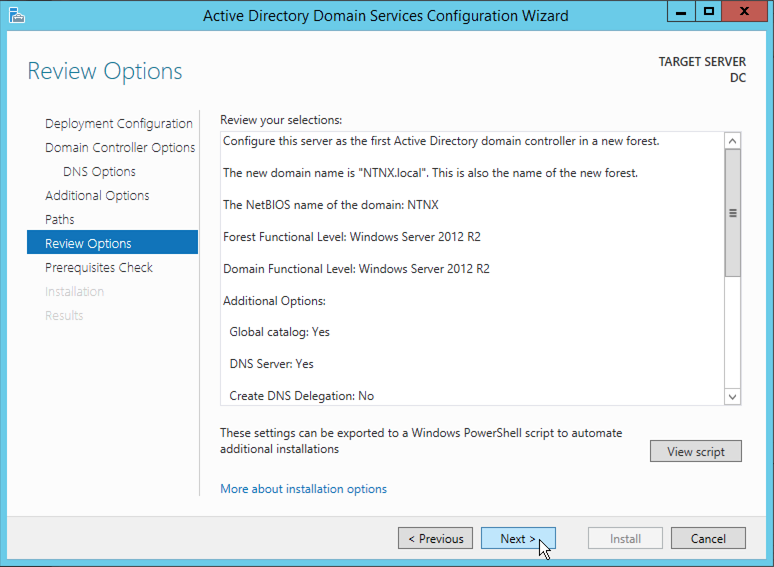 Active Directory Domain Services Configuration Wizard
Review Options
TARGET SERVER
DC
Deployment Configuration
Domain Controller Options
DNS Options
Additional Options
Paths
Review Options
Prerequisites Check
Installation
Results
Review your selections:
Configure this server as the first Active Directory domain controller in a new forest.
The new domain name is "NTNX.local". This is also the name of the new forest.
The NetBIOS name of the domain: NTNX
Forest Functional Level: Windows Server 2012 R2
Domain Functional Level: Windows Server 2012 R2
Additional Options:
Global catalog: Yes
DNS Server: Yes
Create DNS Delegation: No
These settings can be exported to a Windows PowerShell script to automate
additional installations
View script
More about installation options
< Previous
Next >
Install
Cancel